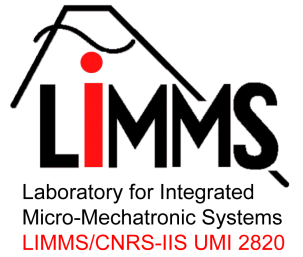 LiMMS
Laboratory for Integrated
Micro-Mechatronic Systems
LIMMS/CNRS-IIS UMI 2820